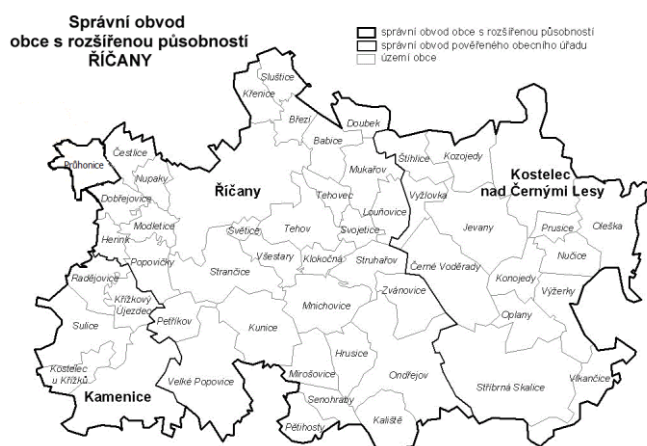 Správní obvod
obce s rozšířenou působností
ŘÍČANY
správní obvod obce s rozšířenou působností
správní obvod pověřeného obecního úřadu
území obce
Sluštice
Křenice
Březí
Doubek
Babice
Průhonice
Čestlice
Nupaky
Říčany
Mukařov
Štíhlice
Kozojedy
Kostelec
nad Černými Lesy
Dobřejovice
Tehovec
Vyžlovka
Louňovice
Modletice
Herink
Světice
Tehov
Svojetice
Jevany
Prusice
Oleška
Popovičky
Všestary
Klokočná
Struhařov
Nučice
Radějovice
Strančice
Černé Voděrady
Konojedy
Křížkový
Újezdec
Zvánovice
Výžerky
Mnichovice
Sulice
Petříkov
Kunice
Oplany
Hrusice
Kostelec
u Křížků
Velké Popovice
Mirošovice
Ondřejov
Stříbrná Skalice
Vlkančice
Kamenice
Senohraby
Kaliště
Pětihosty